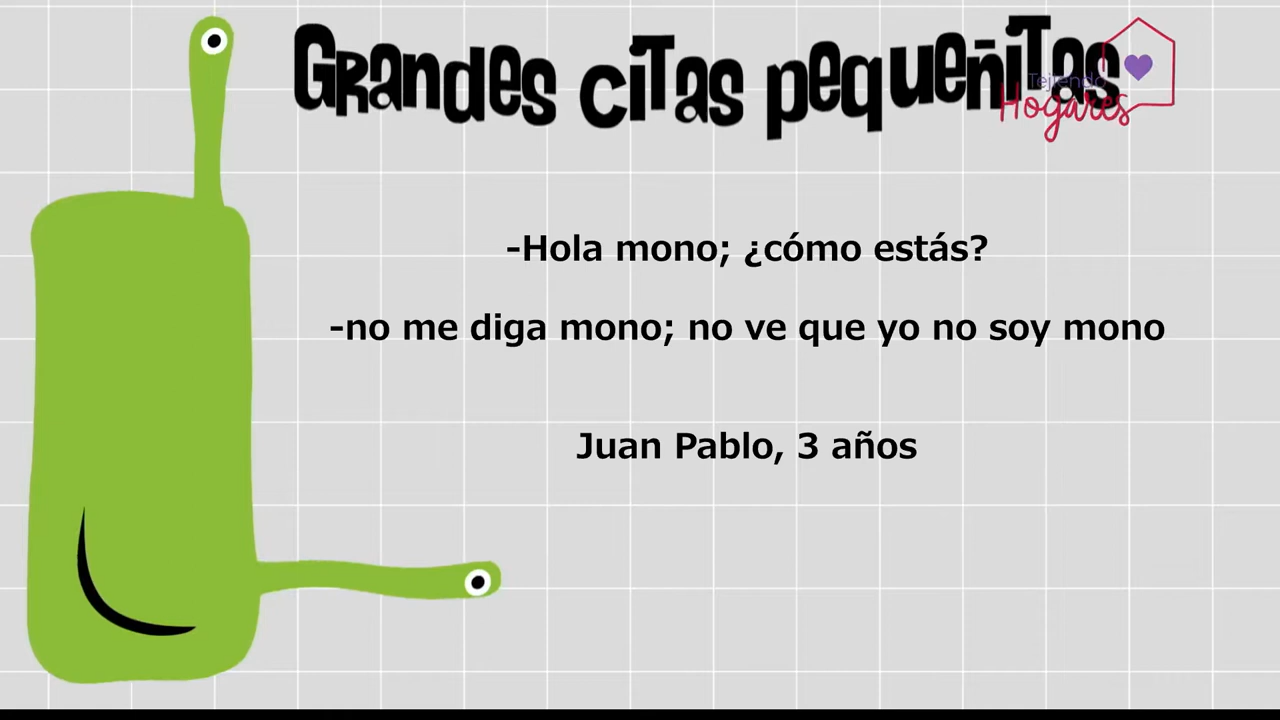 Grandes citas pequeñitas
Tejiendo
Hogares
-Hola mono; ¿cómo estás?
-no me diga mono; no ve que yo no soy mono
Juan Pablo, 3 años